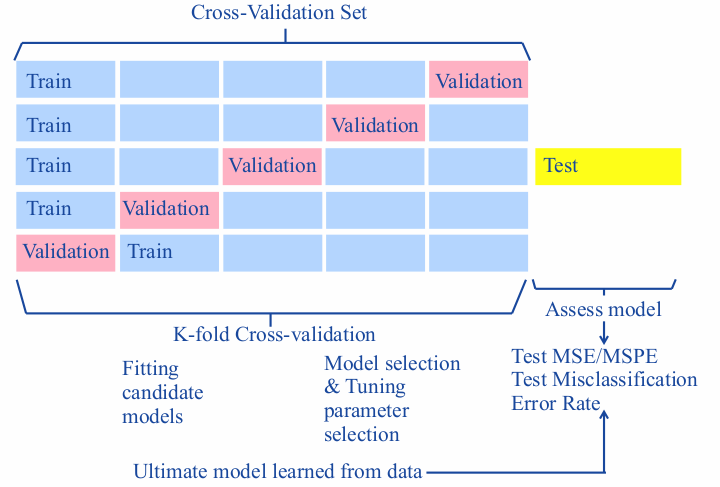 Cross-Validation Set
Train Validation
Train Validation
Train Validation Test
Train Validation
Validation Train
Assess model
K-fold Cross-validation
Test MSE/MSPE
Test Misclassification
Error Rate
Fitting
candidate
models
Model selection
& Tuning
parameter
selection
Ultimate model learned from data